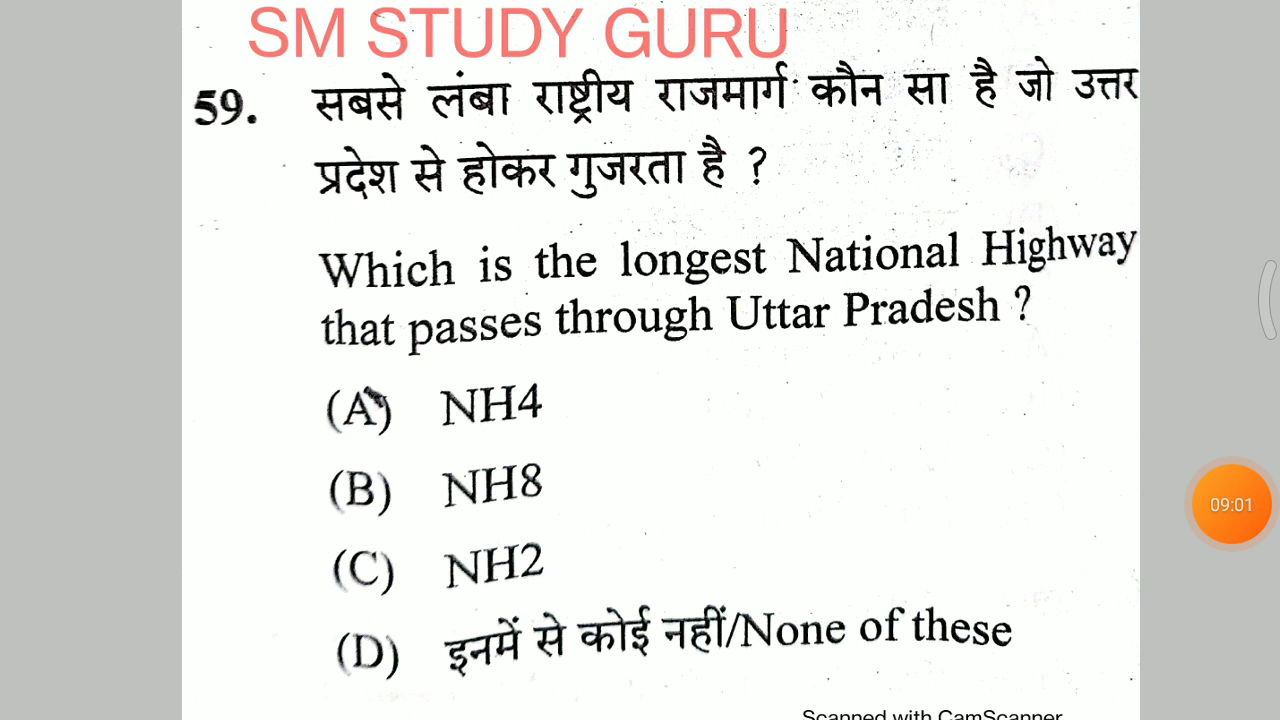 SM STUDY GURU
59. सबसे लंबा राष्ट्रीय राजमार्ग कौन सा है जो उत्तर
प्रदेश से होकर गुजरता है ?
Which is the longest National Highway
that passes through Uttar Pradesh ?
(A) NH4
(B) NH8
(C) NH2
(D) इनमें से कोई नहीं/None of these
09:01
Scanned with CamScanner